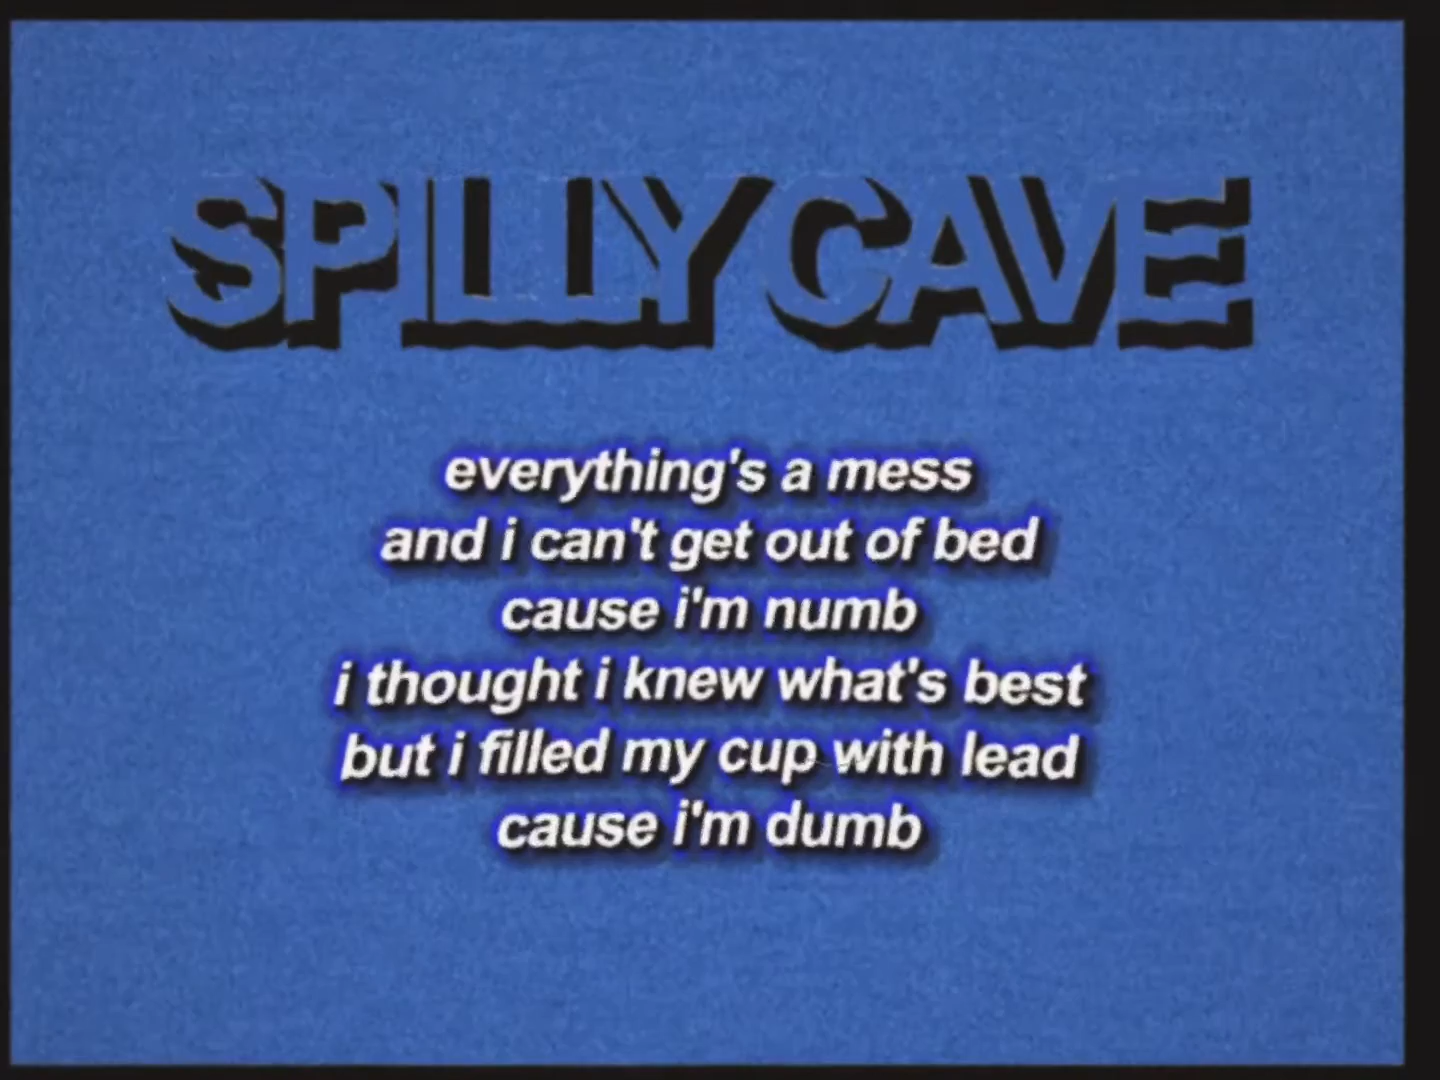 SPILLY CAVE
everything's a mess
and i can't get out of bed
cause i'm numb
i thought i knew what's best
but i filled my cup with lead
cause i'm dumb